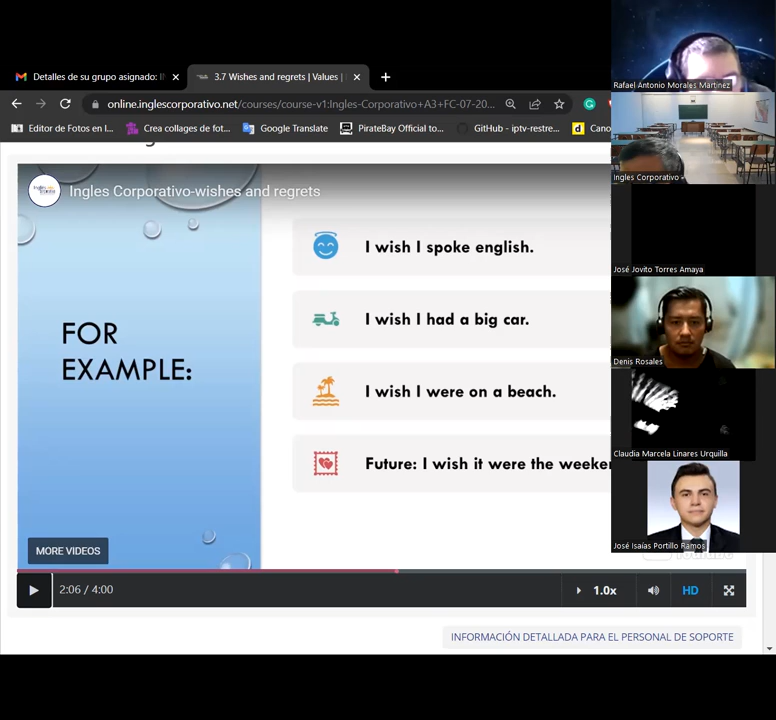 Detalles de su grupo asignado: I
3.7 Wishes and regrets | Values |
online.inglescorporativo.net/courses/course-v1:Ingles-Corporativo+A3+FC-07-20...
Editor de Fotos en l...
Crea collages de fot...
Google Translate
PirateBay Official to...
GitHub - iptv-restre...
Cano
Ingles Corporativo-wishes and regrets
FOR
EXAMPLE:
I wish I spoke english.
I wish I had a big car.
I wish I were on a beach.
Future: I wish it were the weeke
MORE VIDEOS
2:06 / 4:00
1.0x
HD
INFORMACIÓN DETALLADA PARA EL PERSONAL DE SOPORTE
Rafael Antonio Morales Martinez
Ingles Corporativo
José Jovito Torres Amaya
Denis Rosales
Claudia Marcela Linares Urquilla
José Isaías Portillo Ramos